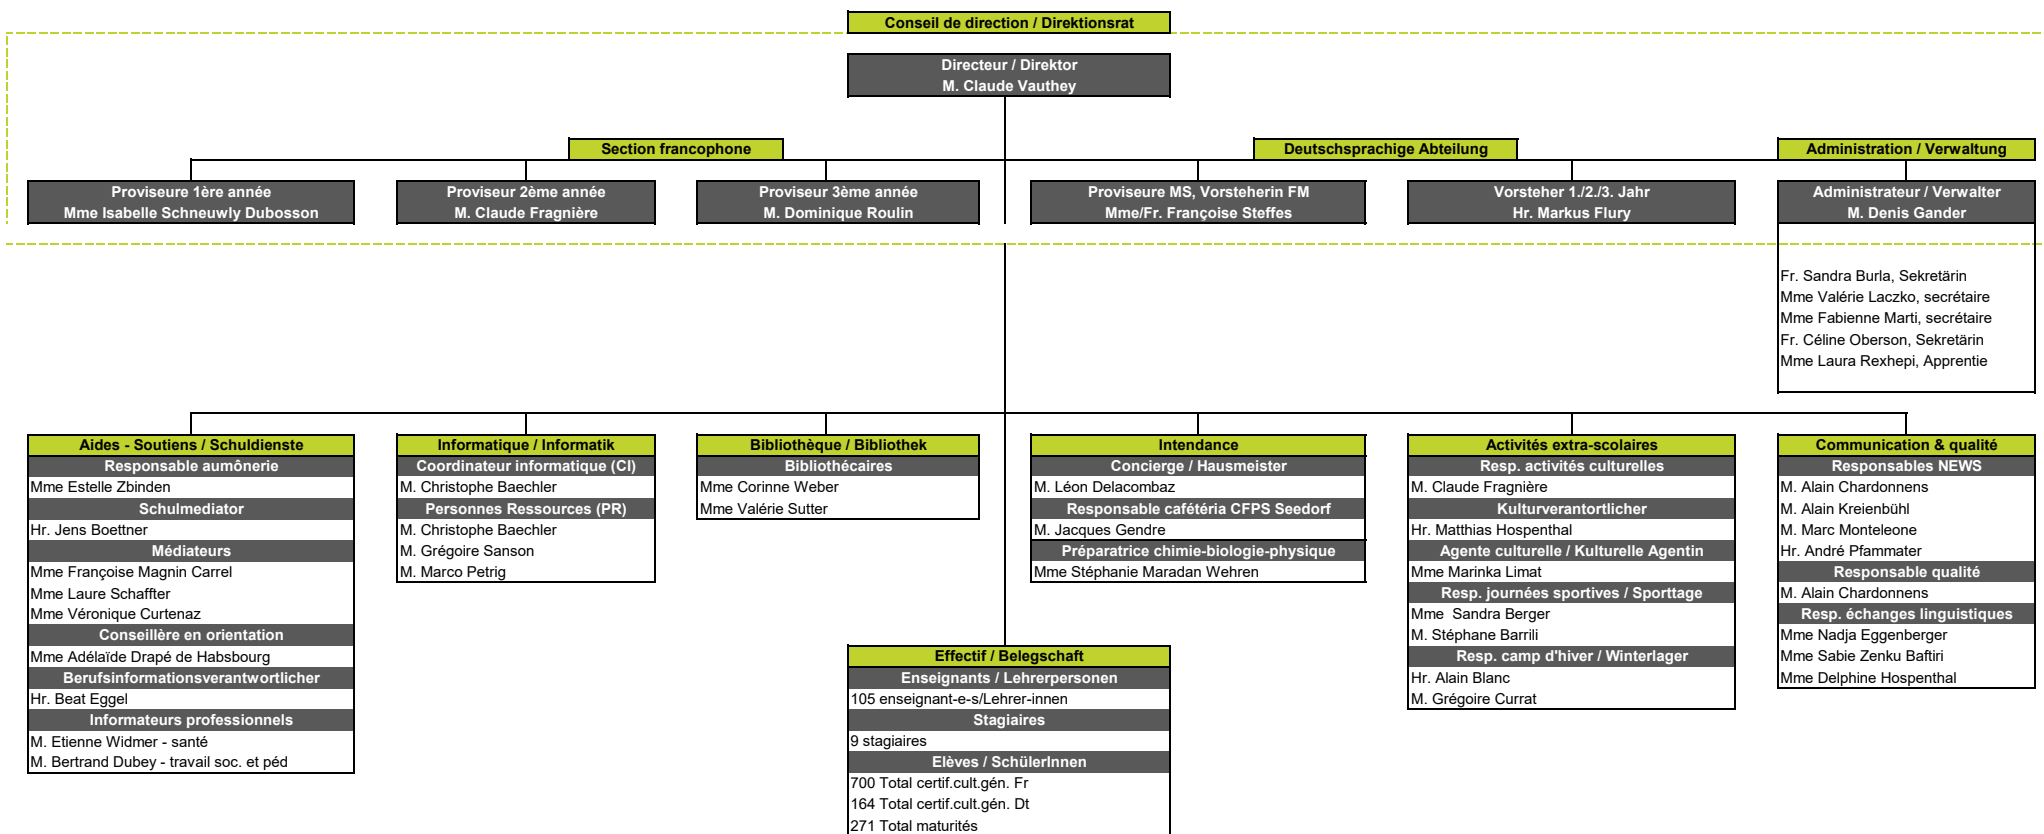 Conseil de direction / Direktionsrat
Directeur / Direktor
M. Claude Vauthey
Section francophone
Deutschsprachige Abteilung
Administration / Verwaltung
Proviseure 1ère année
Mme Isabelle Schneuwly Dubosson
Proviseur 2ème année
M. Claude Fragnière
Proviseur 3ème année
M. Dominique Roulin
Proviseure MS, Vorsteherin FM
Mme/Fr. Françoise Steffes
Vorsteher 1./2./3. Jahr
Hr. Markus Flury
Administrateur / Verwalter
M. Denis Gander
Fr. Sandra Burla, Sekretärin
Mme Valérie Laczko, secrétaire
Mme Fabienne Marti, secrétaire
Fr. Céline Oberson, Sekretärin
Mme Laura Rexhepi, Apprentie
Aides - Soutiens / Schuldienste
Responsable aumônerie
Mme Estelle Zbinden
Schulmediator
Hr. Jens Boettner
Médiateurs
Mme Françoise Magnin Carrel
Mme Laure Schaffter
Mme Véronique Curtenaz
Conseillère en orientation
Mme Adélaïde Drapé de Habsbourg
Berufsinformationsverantwortlicher
Hr. Beat Eggel
Informateurs professionnels
M. Etienne Widmer - santé
M. Bertrand Dubey - travail soc. et péd
Informatique / Informatik
Coordinateur informatique (CI)
M. Christophe Baechler
Personnes Ressources (PR)
M. Christophe Baechler
M. Grégoire Sanson
M. Marco Petrig
Bibliothèque / Bibliothek
Bibliothécaires
Mme Corinne Weber
Mme Valérie Sutter
Intendance
Concierge / Hausmeister
M. Léon Delacombaz
Responsable cafétéria CFPS Seedorf
M. Jacques Gendre
Préparatrice chimie-biologie-physique
Mme Stéphanie Maradan Wehren
Activités extra-scolaires
Resp. activités culturelles
M. Claude Fragnière
Kulturverantortlicher
Hr. Matthias Hospenthal
Agente culturelle / Kulturelle Agentin
Mme Marinka Limat
Resp. journées sportives / Sporttage
Mme  Sandra Berger
M. Stéphane Barrili
Resp. camp d'hiver / Winterlager
Hr. Alain Blanc
M. Grégoire Currat
Communication & qualité
Responsables NEWS
M. Alain Chardonnens
M. Alain Kreienbühl
M. Marc Monteleone
Hr. André Pfammater
Responsable qualité
M. Alain Chardonnens
Resp. échanges linguistiques
Mme Nadja Eggenberger
Mme Sabie Zenku Baftiri
Mme Delphine Hospenthal
Effectif / Belegschaft
Enseignants / Lehrerpersonen
105 enseignant-e-s/Lehrer-innen
Stagiaires
9 stagiaires
Elèves / SchülerInnen
700 Total certif.cult.gén. Fr
164 Total certif.cult.gén. Dt
271 Total maturités